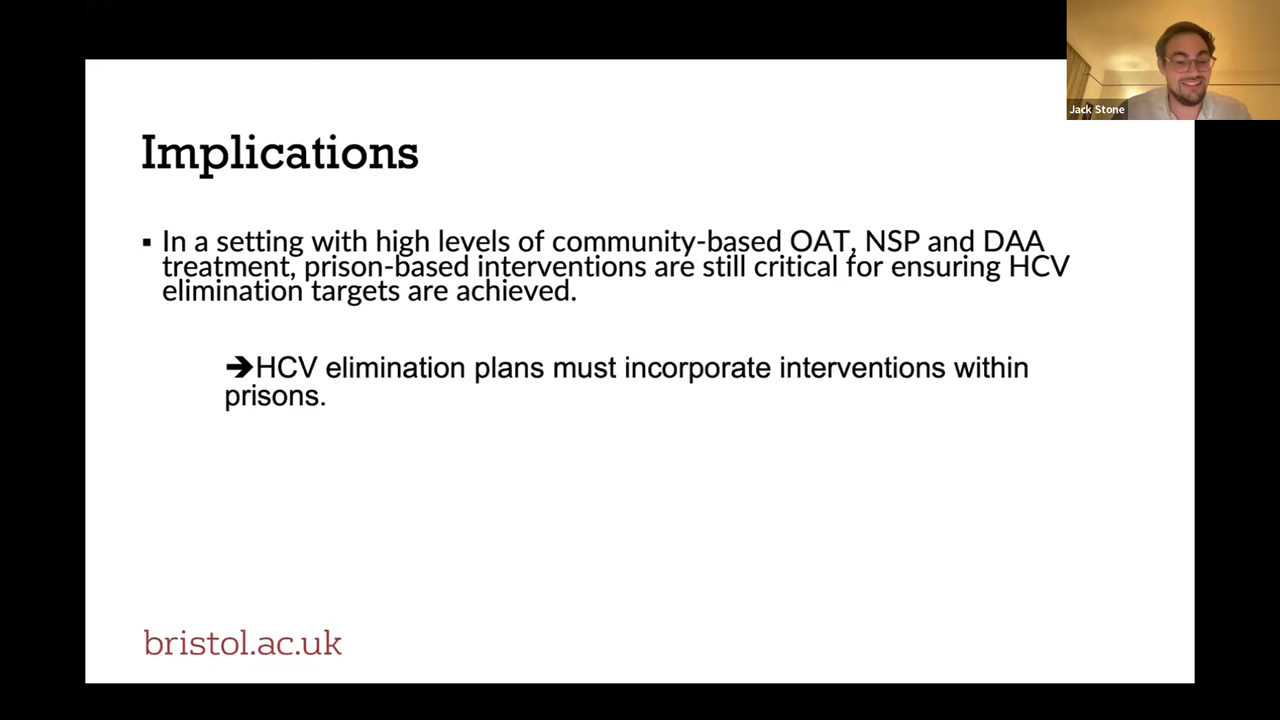 Jack Stone
Implications
▪ In a setting with high levels of community-based OAT, NSP and DAA
treatment, prison-based interventions are still critical for ensuring HCV
elimination targets are achieved.
➔HCV elimination plans must incorporate interventions within
prisons.
bristol.ac.uk